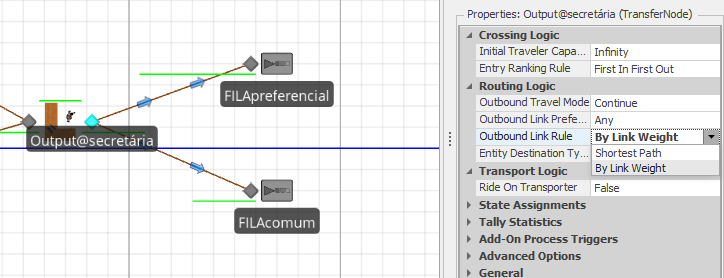 FILApreferencial
Output@secretária
FILAcomum
Properties: Output@secretária (TransferNode)
Crossing Logic
Initial Traveler Capa... Infinity
Entry Ranking Rule First In First Out
Routing Logic
Outbound Travel Mode Continue
Outbound Link Prefe... Any
Outbound Link Rule By Link Weight
Shortest Path
Entity Destination Ty... By Link Weight
Transport Logic
Ride On Transporter False
State Assignments
Tally Statistics
Add-On Process Triggers
Advanced Options
General